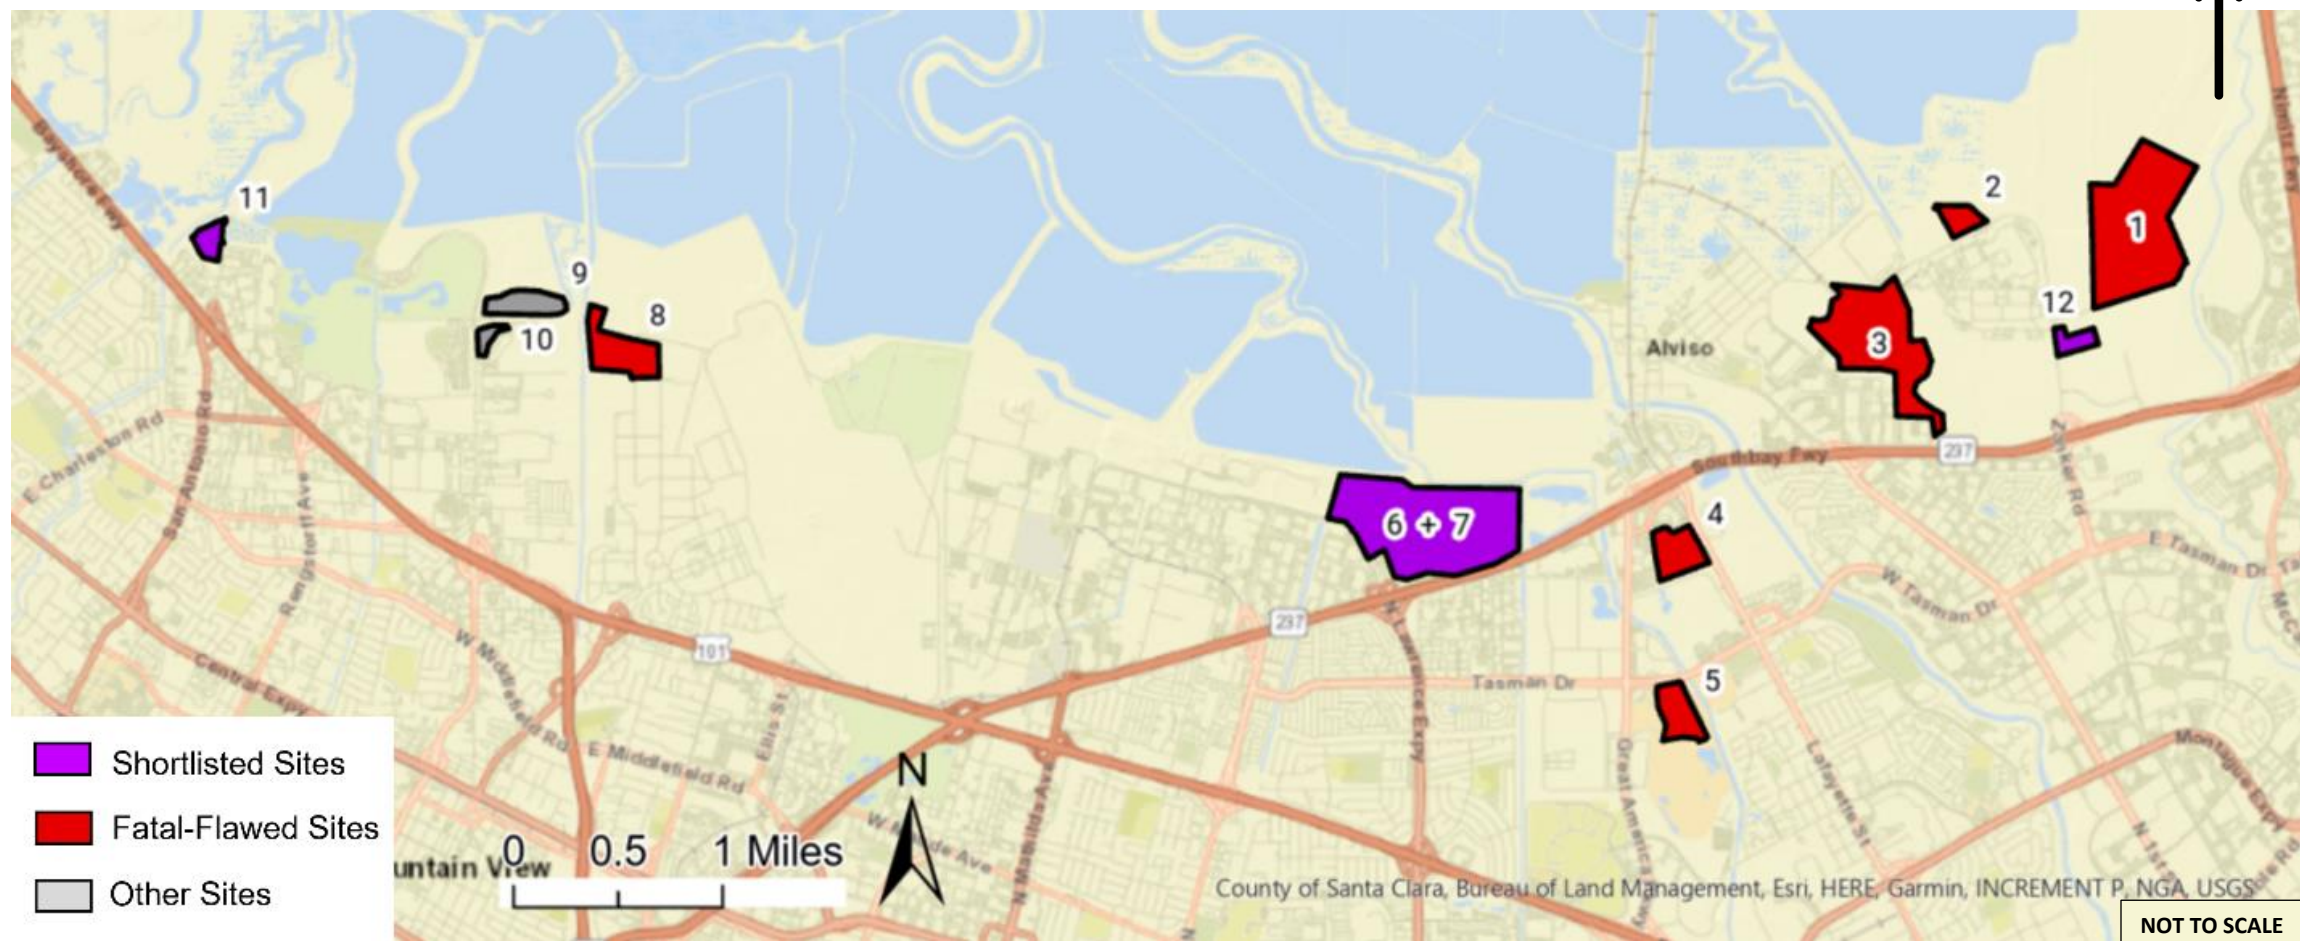 Bayshore Fwy
Nimitz Fwy
11
2
1
9
8
12
10
Alviso
3
E Charleston Rd
San Antonio Rd
Rengstorff Ave
237
Southbay Fwy
Zanker Rd
6 + 7
4
E Tasman Dr
W Tasman Dr
237
101
N Lawrence Expy
Tasman Dr
5
Central Expy
W Middlefield Rd
E Middlefield Rd
Ellis St
Great America
Lafayette St
Montague Expy
N 1st
N Mathilda Ave
N
Shortlisted Sites
Fatal-Flawed Sites
Other Sites
untain View
0 0.5 1 Miles
County of Santa Clara, Bureau of Land Management, Esri, HERE, Garmin, INCREMENT P, NGA, USGS
NOT TO SCALE